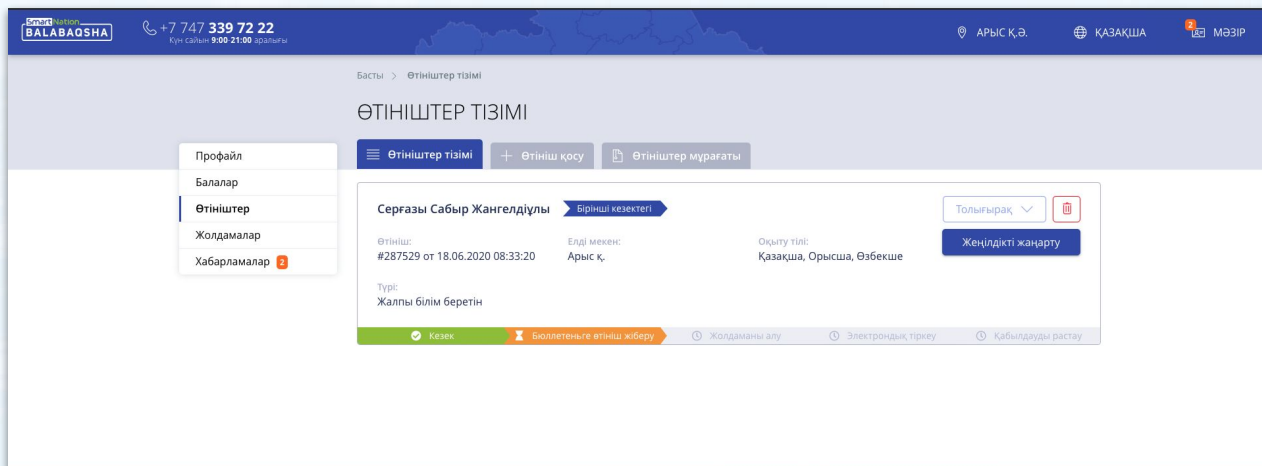 Smart Nation
BALABAQSHA
+7 747 339 72 22
Күн сайын 9:00-21:00 аралығы
АРЫС Қ.Ә.
ҚАЗАҚША
2
МӘЗІР
Басты > Өтініштер тізімі
ӨТІНІШТЕР ТІЗІМІ
Өтініштер тізімі
Өтініш қосу
Өтініштер мұрағаты
Профайл
Балалар
Өтініштер
Жолдамалар
Хабарламалар 2
Серғазы Сабыр Жангелдіұлы
Бірінші кезектегі
Толығырақ
Жеңілдікті жаңарту
Өтініш:
#287529 от 18.06.2020 08:33:20
Елді мекен:
Арыс қ.
Оқыту тілі:
Қазақша, Орысша, Өзбекше
Түрі:
Жалпы білім беретін
Кезек
Бюллетеньге өтініш жіберу
Жолдаманы алу
Электрондық тіркеу
Қабылдауды растау